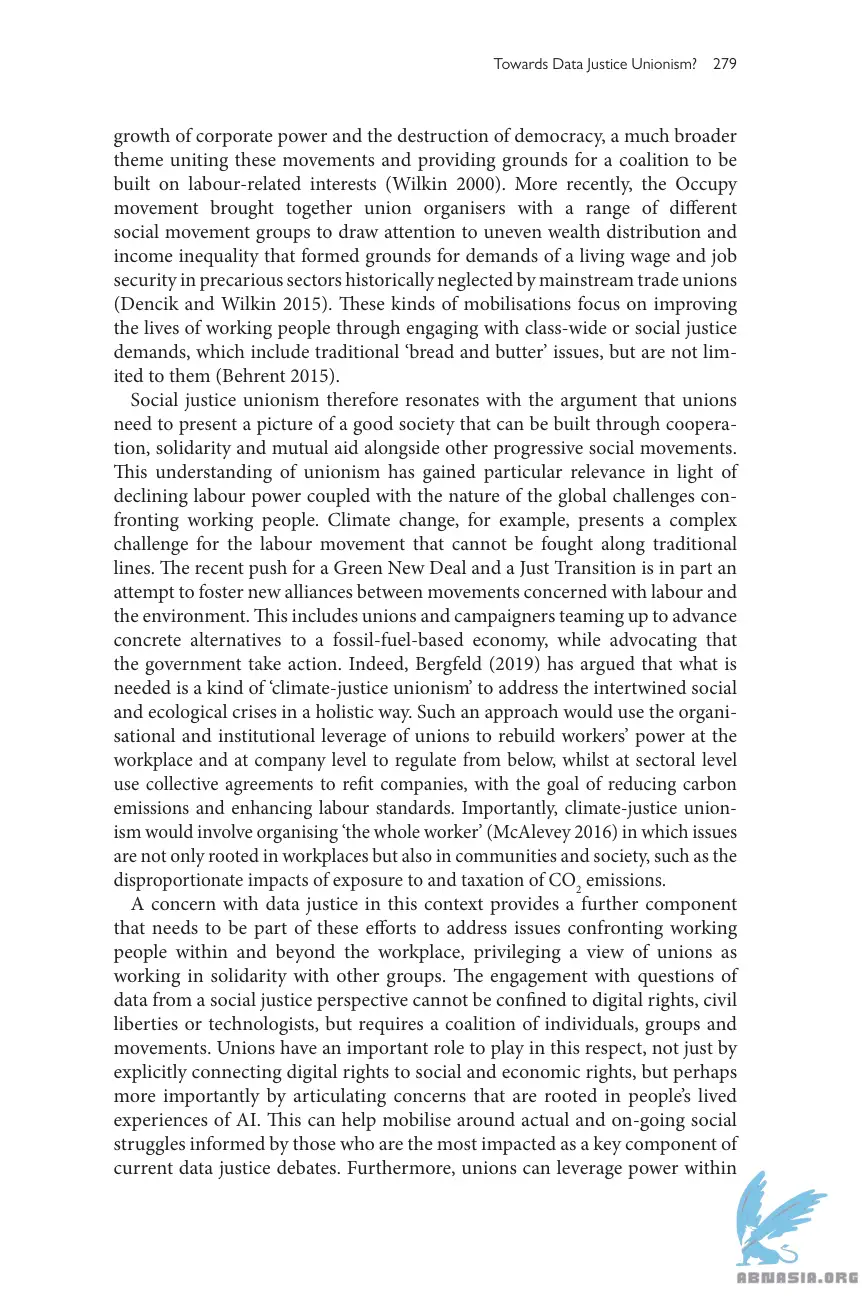 Towards Data Justice Unionism? 279
growth of corporate power and the destruction of democracy, a much broader
theme uniting these movements and providing grounds for a coalition to be
built on labour-related interests (Wilkin 2000). More recently, the Occupy
movement brought together union organisers with a range of different
social movement groups to draw attention to uneven wealth distribution and
income inequality that formed grounds for demands of a living wage and job
security in precarious sectors historically neglected by mainstream trade unions
(Dencik and Wilkin 2015). These kinds of mobilisations focus on improving
the lives of working people through engaging with class-wide or social justice
demands, which include traditional ‘bread and butter’ issues, but are not lim-
ited to them (Behrent 2015).
Social justice unionism therefore resonates with the argument that unions
need to present a picture of a good society that can be built through coopera-
tion, solidarity and mutual aid alongside other progressive social movements.
This understanding of unionism has gained particular relevance in light of
declining labour power coupled with the nature of the global challenges con-
fronting working people. Climate change, for example, presents a complex
challenge for the labour movement that cannot be fought along traditional
lines. The recent push for a Green New Deal and a Just Transition is in part an
attempt to foster new alliances between movements concerned with labour and
the environment. This includes unions and campaigners teaming up to advance
concrete alternatives to a fossil-fuel-based economy, while advocating that
the government take action. Indeed, Bergfeld (2019) has argued that what is
needed is a kind of ‘climate-justice unionism’ to address the intertwined social
and ecological crises in a holistic way. Such an approach would use the organi-
sational and institutional leverage of unions to rebuild workers’ power at the
workplace and at company level to regulate from below, whilst at sectoral level
use collective agreements to refit companies, with the goal of reducing carbon
emissions and enhancing labour standards. Importantly, climate-justice union-
ism would involve organising ‘the whole worker’ (McAlevey 2016) in which issues
are not only rooted in workplaces but also in communities and society, such as the
disproportionate impacts of exposure to and taxation of CO₂ emissions.
A concern with data justice in this context provides a further component
that needs to be part of these efforts to address issues confronting working
people within and beyond the workplace, privileging a view of unions as
working in solidarity with other groups. The engagement with questions of
data from a social justice perspective cannot be confined to digital rights, civil
liberties or technologists, but requires a coalition of individuals, groups and
movements. Unions have an important role to play in this respect, not just by
explicitly connecting digital rights to social and economic rights, but perhaps
more importantly by articulating concerns that are rooted in people’s lived
experiences of AI. This can help mobilise around actual and on-going social
struggles informed by those who are the most impacted as a key component of
current data justice debates. Furthermore, unions can leverage power within
ABNASIA.ORG